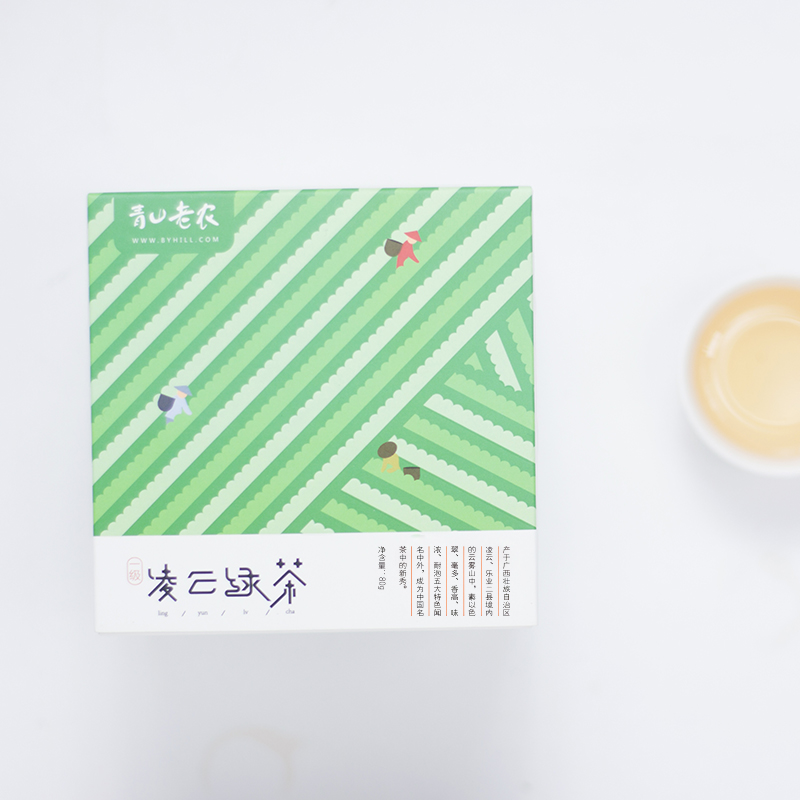 青山老农
WWW.BYHILL.COM
一级
凌云绿茶
ling / yun / lv / cha
产于广西壮族自治区
凌云、乐业二县境内
的云雾山中。素以色
翠、毫多、香高、味
浓、耐泡五大特色闻
名中外，成为中国名
茶中的新秀。
净含量：80g